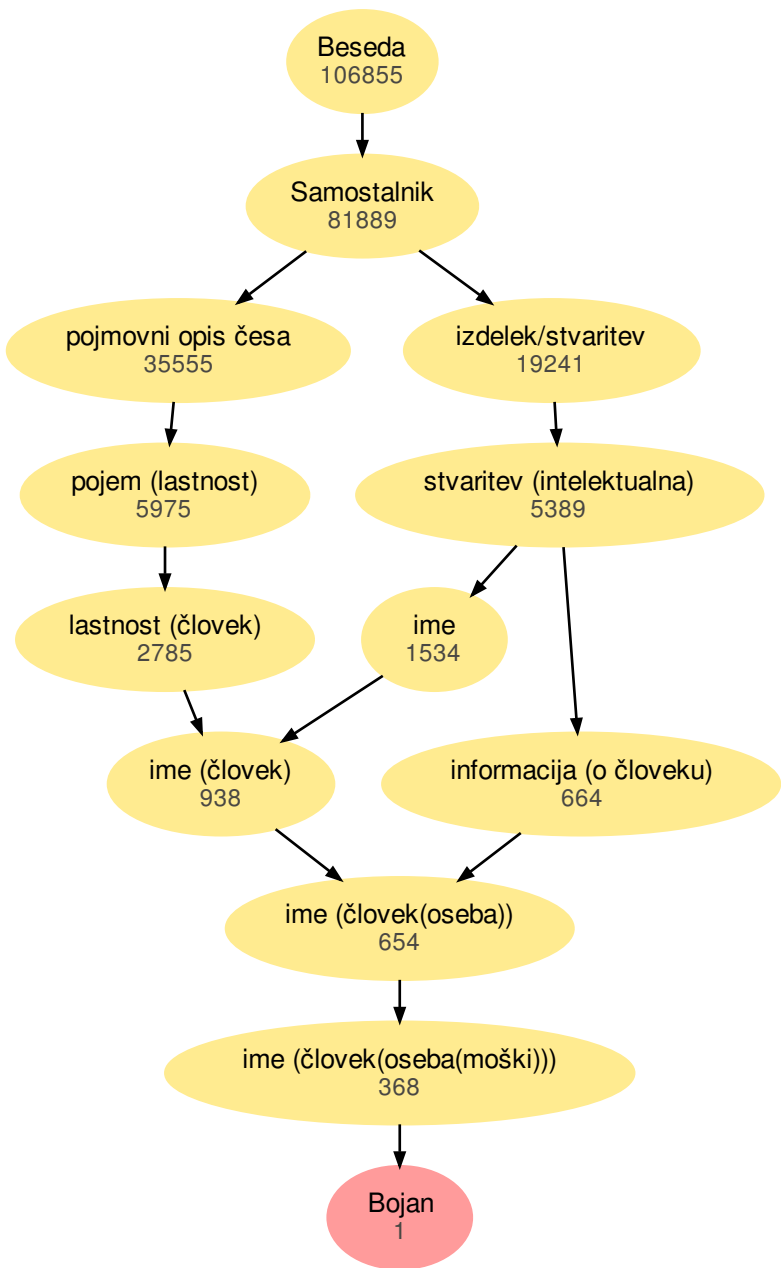 Beseda
106855
Samostalnik
81889
pojmovni opis česa
35555
izdelek/stvaritev
19241
pojem (lastnost)
5975
stvaritev (intelektualna)
5389
lastnost (človek)
2785
ime
1534
ime (človek)
938
informacija (o človeku)
664
ime (človek(oseba))
654
ime (človek(oseba(moški)))
368
Bojan
1